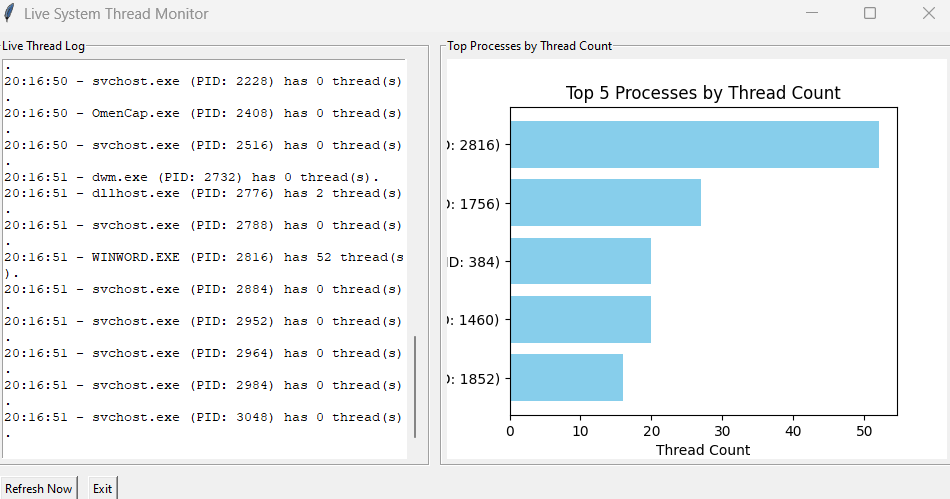 Live System Thread Monitor
Live Thread Log
.
20:16:50 - svchost.exe (PID: 2228) has 0 thread(s)
.
20:16:50 - OmenCap.exe (PID: 2408) has 0 thread(s)
.
20:16:50 - svchost.exe (PID: 2516) has 0 thread(s)
.
20:16:51 - dwm.exe (PID: 2732) has 0 thread(s).
20:16:51 - dllhost.exe (PID: 2776) has 2 thread(s)
.
20:16:51 - svchost.exe (PID: 2788) has 0 thread(s)
.
20:16:51 - WINWORD.EXE (PID: 2816) has 52 thread(s
).
20:16:51 - svchost.exe (PID: 2884) has 0 thread(s)
.
20:16:51 - svchost.exe (PID: 2952) has 0 thread(s)
.
20:16:51 - svchost.exe (PID: 2964) has 0 thread(s)
.
20:16:51 - svchost.exe (PID: 2984) has 0 thread(s)
.
20:16:51 - svchost.exe (PID: 3048) has 0 thread(s)
.
Top Processes by Thread Count
Top 5 Processes by Thread Count
D: 2816)
: 1756)
ID: 384)
: 1460)
D: 1852)
0 10 20 30 40 50
Thread Count
Refresh Now
Exit